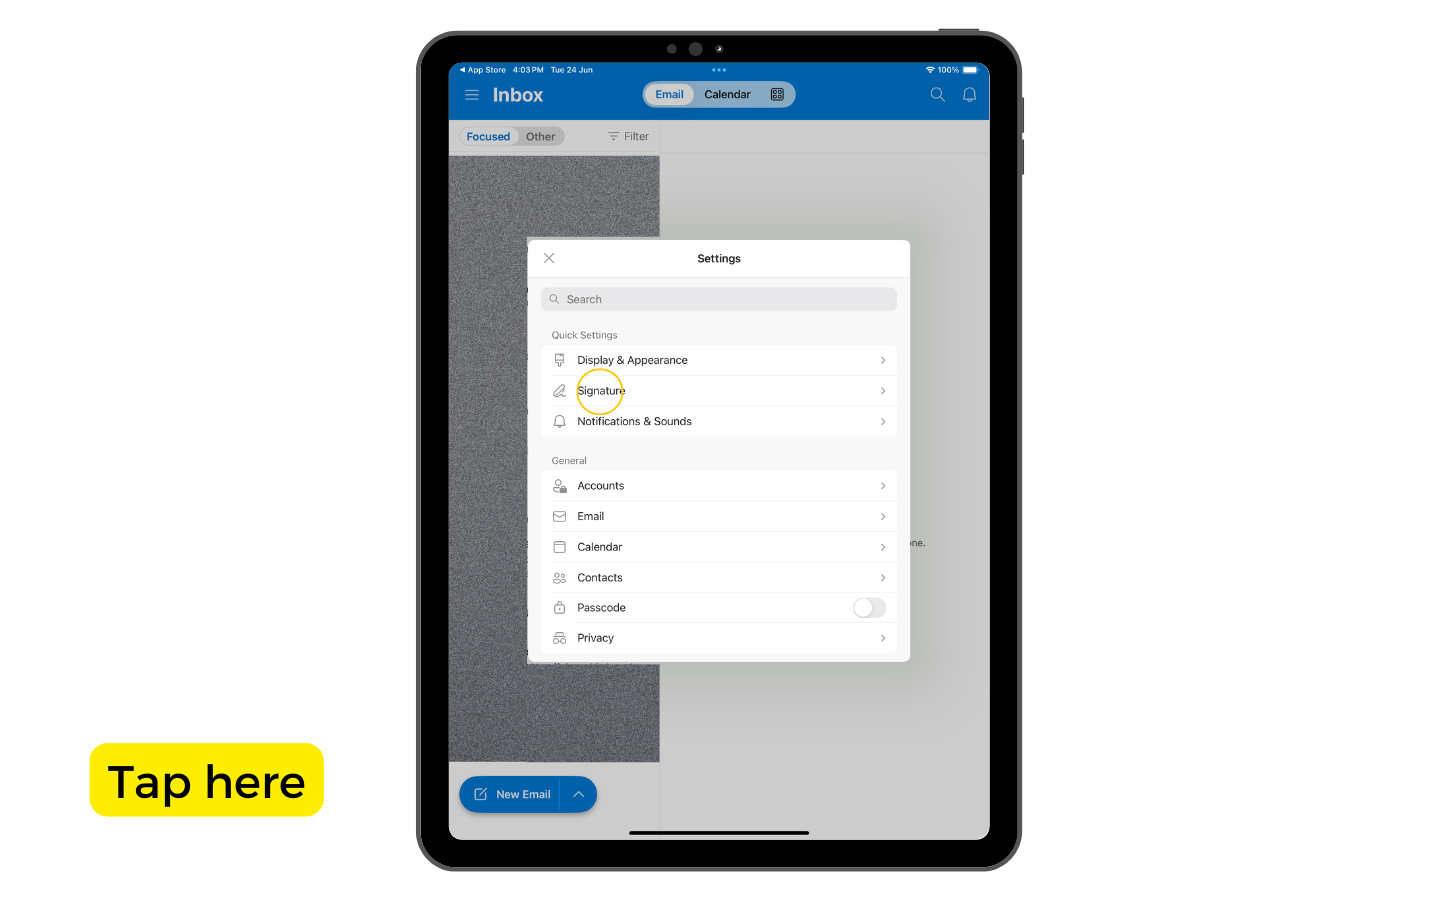 App Store 4:03 PM Tue 24 Jun
100%
Inbox
Email Calendar
Focused Other
Filter
Settings
Search
Quick Settings
Display & Appearance
Signature
Notifications & Sounds
General
Accounts
Email
Calendar
Contacts
Passcode
Privacy
Tap here
New Email